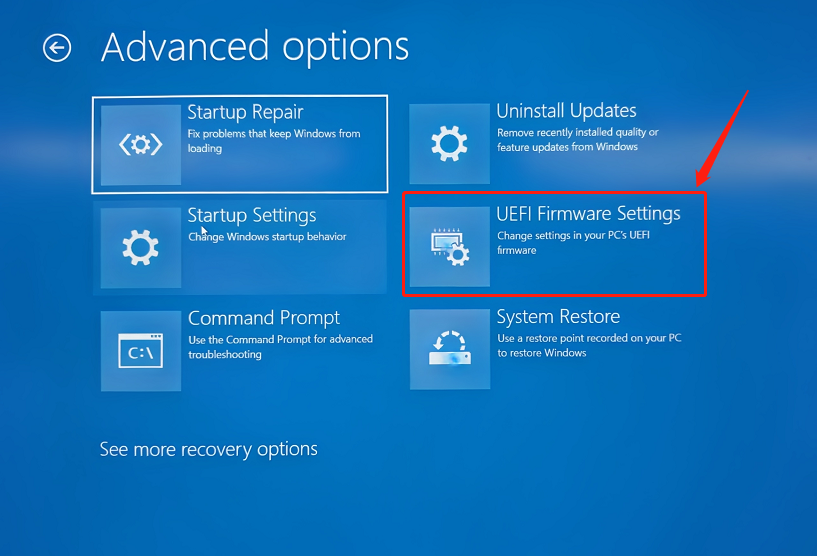 Advanced options
Startup Repair
Fix problems that keep Windows from
loading
Uninstall Updates
Remove recently installed quality or
feature updates from Windows
Startup Settings
Change Windows startup behavior
UEFI Firmware Settings
Change settings in your PC's UEFI
firmware
Command Prompt
Use the Command Prompt for advanced
troubleshooting
C:\
System Restore
Use a restore point recorded on your PC
to restore Windows
See more recovery options